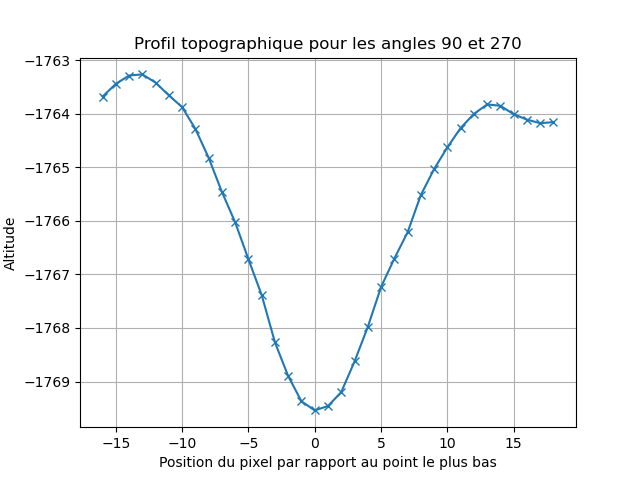 Profil topographique pour les angles 90 et 270
−1763
−1764
−1765
−1766
−1767
−1768
−1769
Altitude
−15 −10 −5 0 5 10 15
Position du pixel par rapport au point le plus bas